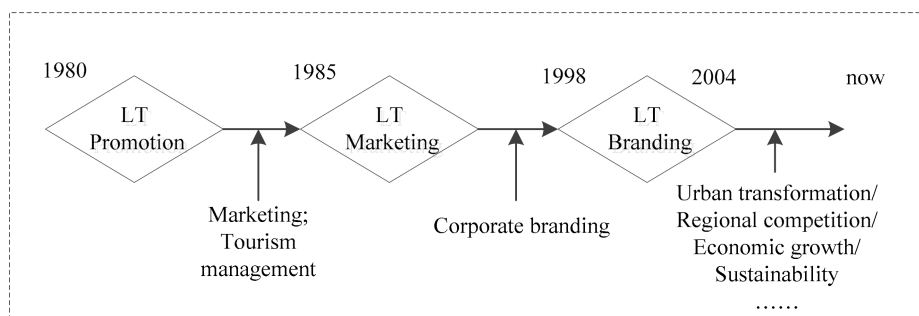 1980
1985
1998
2004
now
LT
Promotion
LT
Marketing
LT
Branding
Marketing;
Tourism
management
Corporate branding
Urban transformation/
Regional competition/
Economic growth/
Sustainability
……